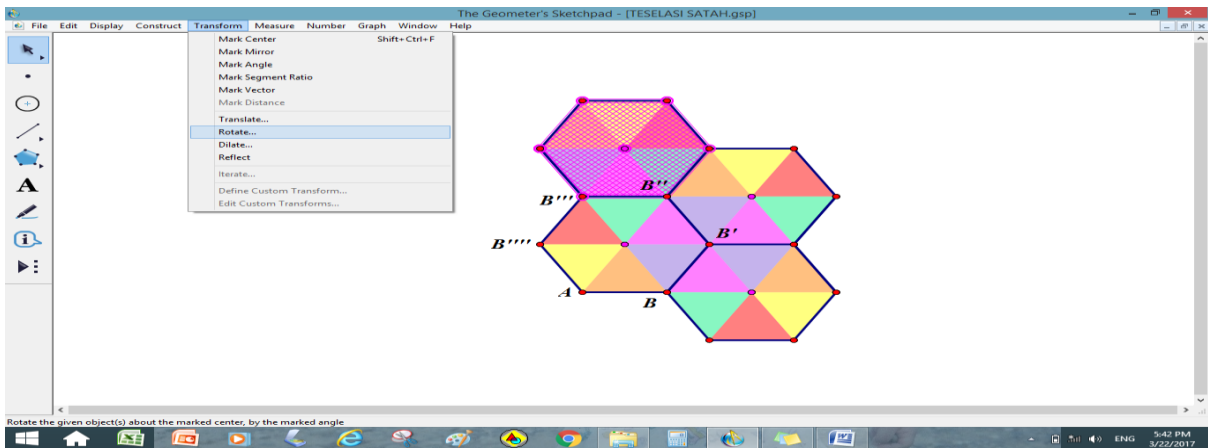 The Geometer's Sketchpad - [TESELASI SATAH.gsp]
File Edit Display Construct Transform Measure Number Graph Window Help
Mark Center Shift+Ctrl+F
Mark Mirror
Mark Angle
Mark Segment Ratio
Mark Vector
Mark Distance
Translate...
Rotate...
Dilate...
Reflect
Iterate...
Define Custom Transform...
Edit Custom Transforms...
A
B''
B'''
B'
B''''
A
B
Rotate the given object(s) about the marked center, by the marked angle
ENG
5:42 PM
3/22/2017